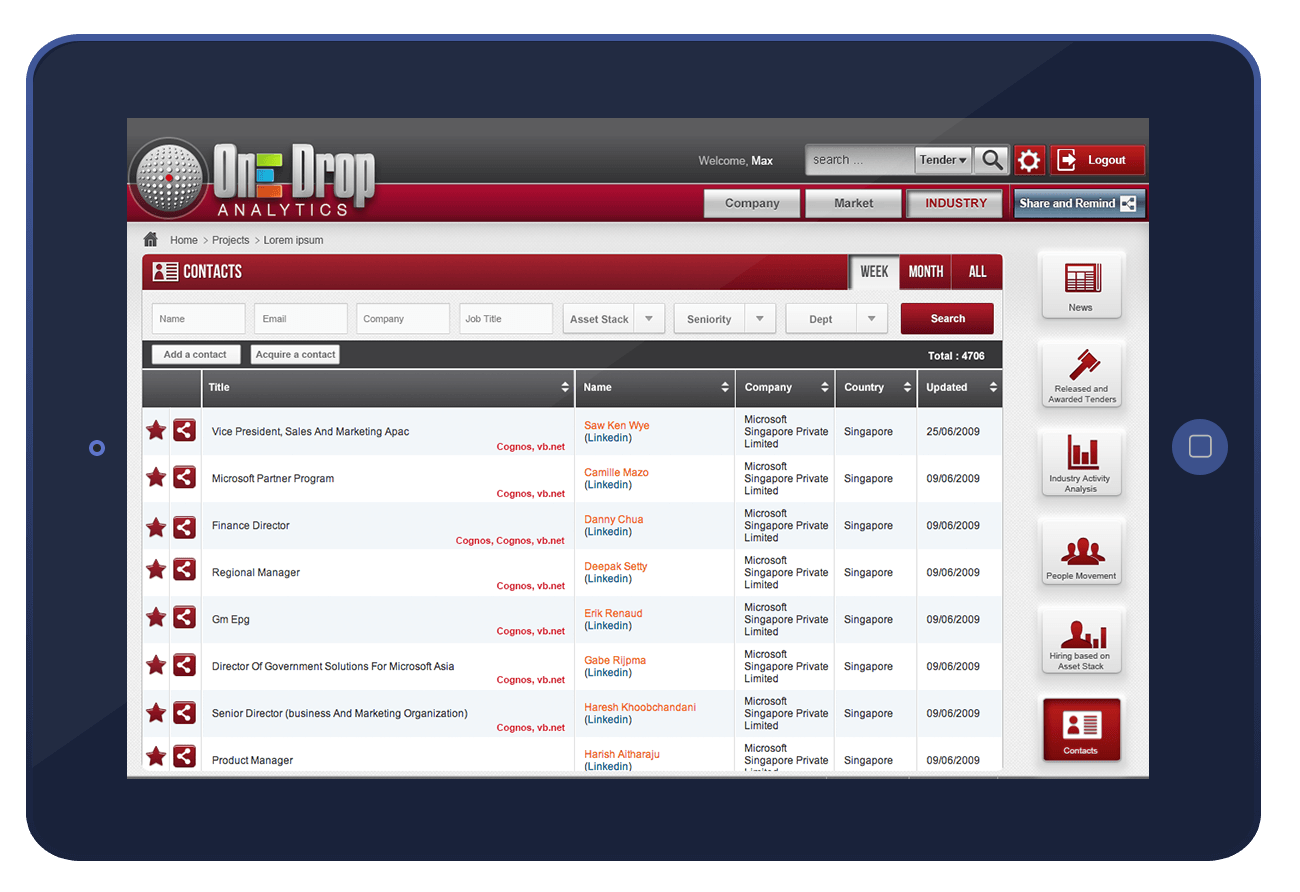 OnE Drop
ANALYTICS
Welcome, Max
search ...
Tender
Logout
Company
Market
INDUSTRY
Share and Remind
Home > Projects > Lorem ipsum
CONTACTS
WEEK
MONTH
ALL
Name
Email
Company
Job Title
Asset Stack
Seniority
Dept
Search
Add a contact
Acquire a contact
Total : 4706
Title
Name
Company
Country
Updated
Vice President, Sales And Marketing Apac
Cognos, vb.net
Saw Ken Wye
(Linkedin)
Microsoft
Singapore Private
Limited
Singapore
25/06/2009
Microsoft Partner Program
Cognos, vb.net
Camille Mazo
(Linkedin)
Microsoft
Singapore Private
Limited
Singapore
09/06/2009
Finance Director
Cognos, Cognos, vb.net
Danny Chua
(Linkedin)
Microsoft
Singapore Private
Limited
Singapore
09/06/2009
Regional Manager
Cognos, vb.net
Deepak Setty
(Linkedin)
Microsoft
Singapore Private
Limited
Singapore
09/06/2009
Gm Epg
Cognos, vb.net
Erik Renaud
(Linkedin)
Microsoft
Singapore Private
Limited
Singapore
09/06/2009
Director Of Government Solutions For Microsoft Asia
Cognos, vb.net
Gabe Rijpma
(Linkedin)
Microsoft
Singapore Private
Limited
Singapore
09/06/2009
Senior Director (business And Marketing Organization)
Cognos, vb.net
Haresh Khoobchandani
(Linkedin)
Microsoft
Singapore Private
Limited
Singapore
09/06/2009
Product Manager
Harish Aitharaju
(Linkedin)
Microsoft
Singapore Private
Limited
Singapore
09/06/2009
News
Released and
Awarded Tenders
Industry Activity
Analysis
People Movement
Hiring based on
Asset Stack
Contacts